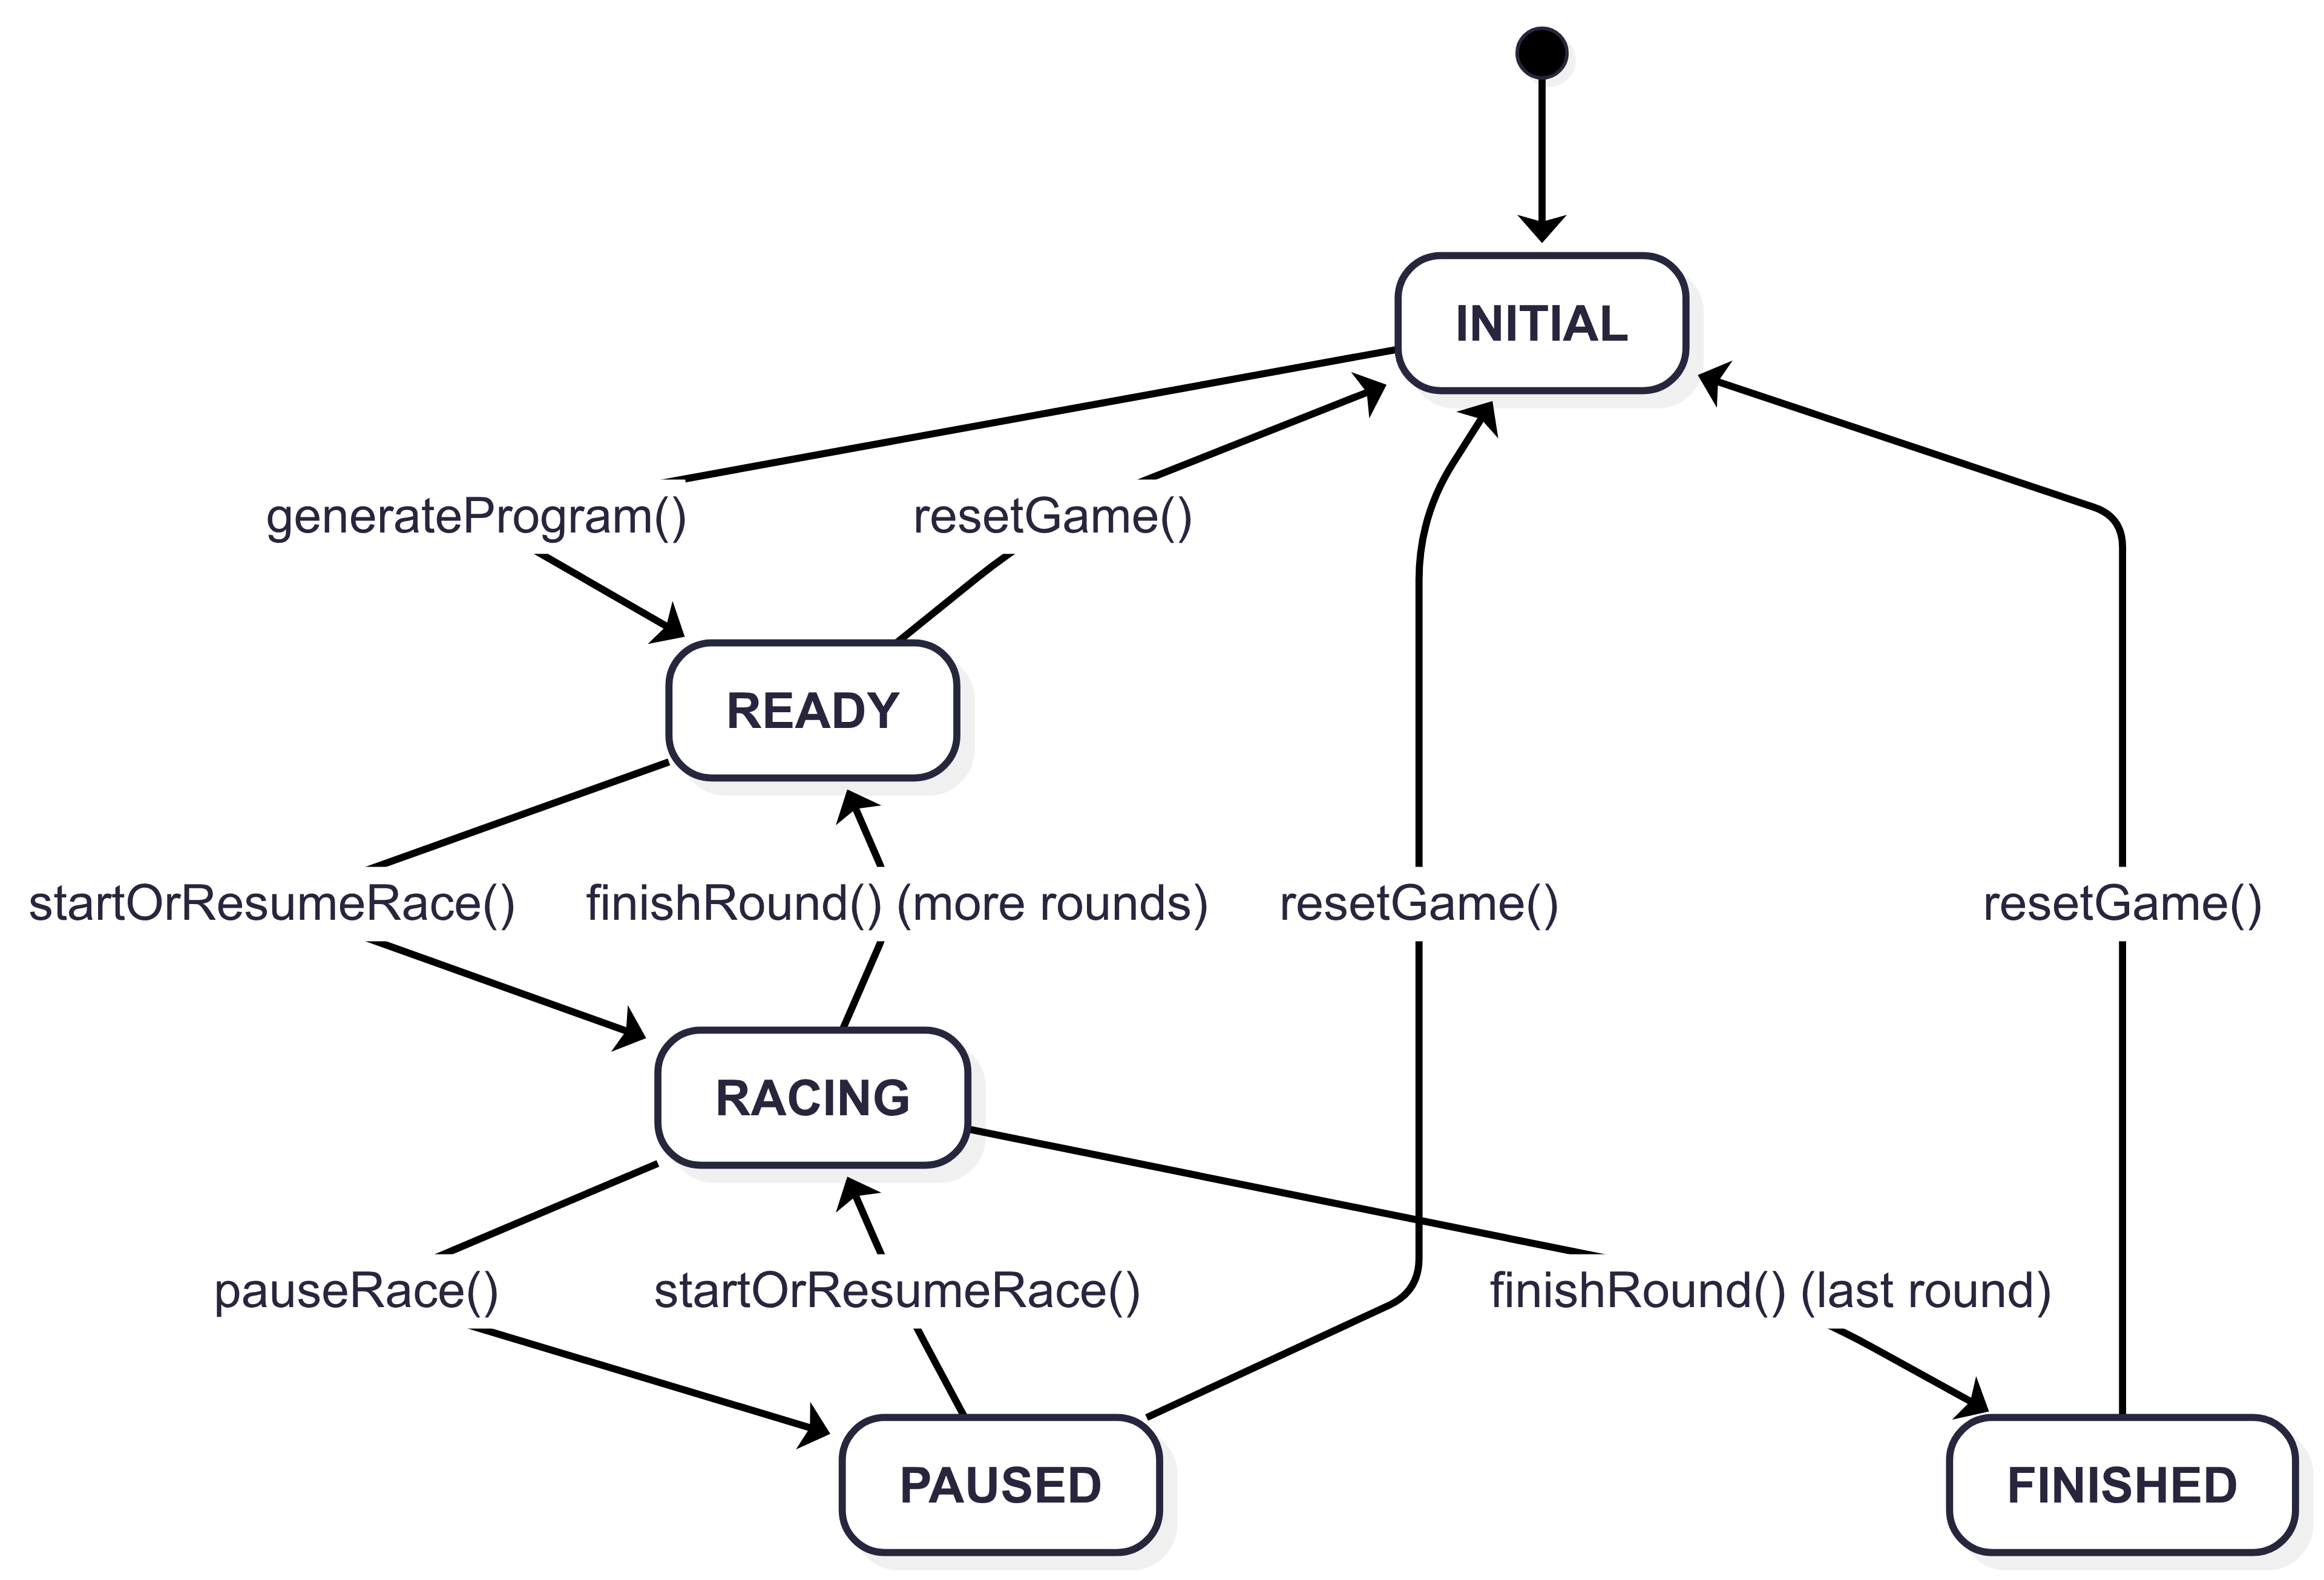 INITIAL
generateProgram()
resetGame()
READY
startOrResumeRace()
finishRound() (more rounds)
resetGame()
resetGame()
RACING
pauseRace()
startOrResumeRace()
finishRound() (last round)
PAUSED
FINISHED